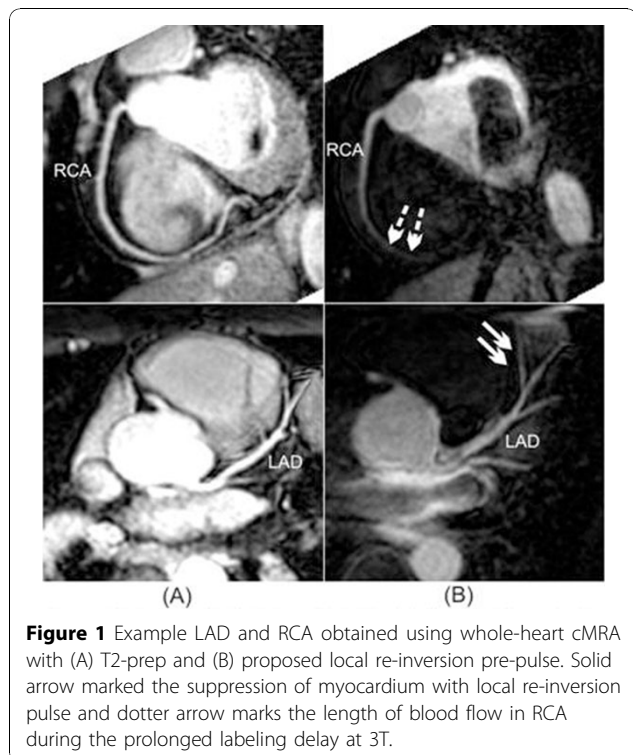 RCA
RCA
LAD
LAD
(A)
(B)
Figure 1 Example LAD and RCA obtained using whole-heart cMRA
with (A) T2-prep and (B) proposed local re-inversion pre-pulse. Solid
arrow marked the suppression of myocardium with local re-inversion
pulse and dotter arrow marks the length of blood flow in RCA
during the prolonged labeling delay at 3T.